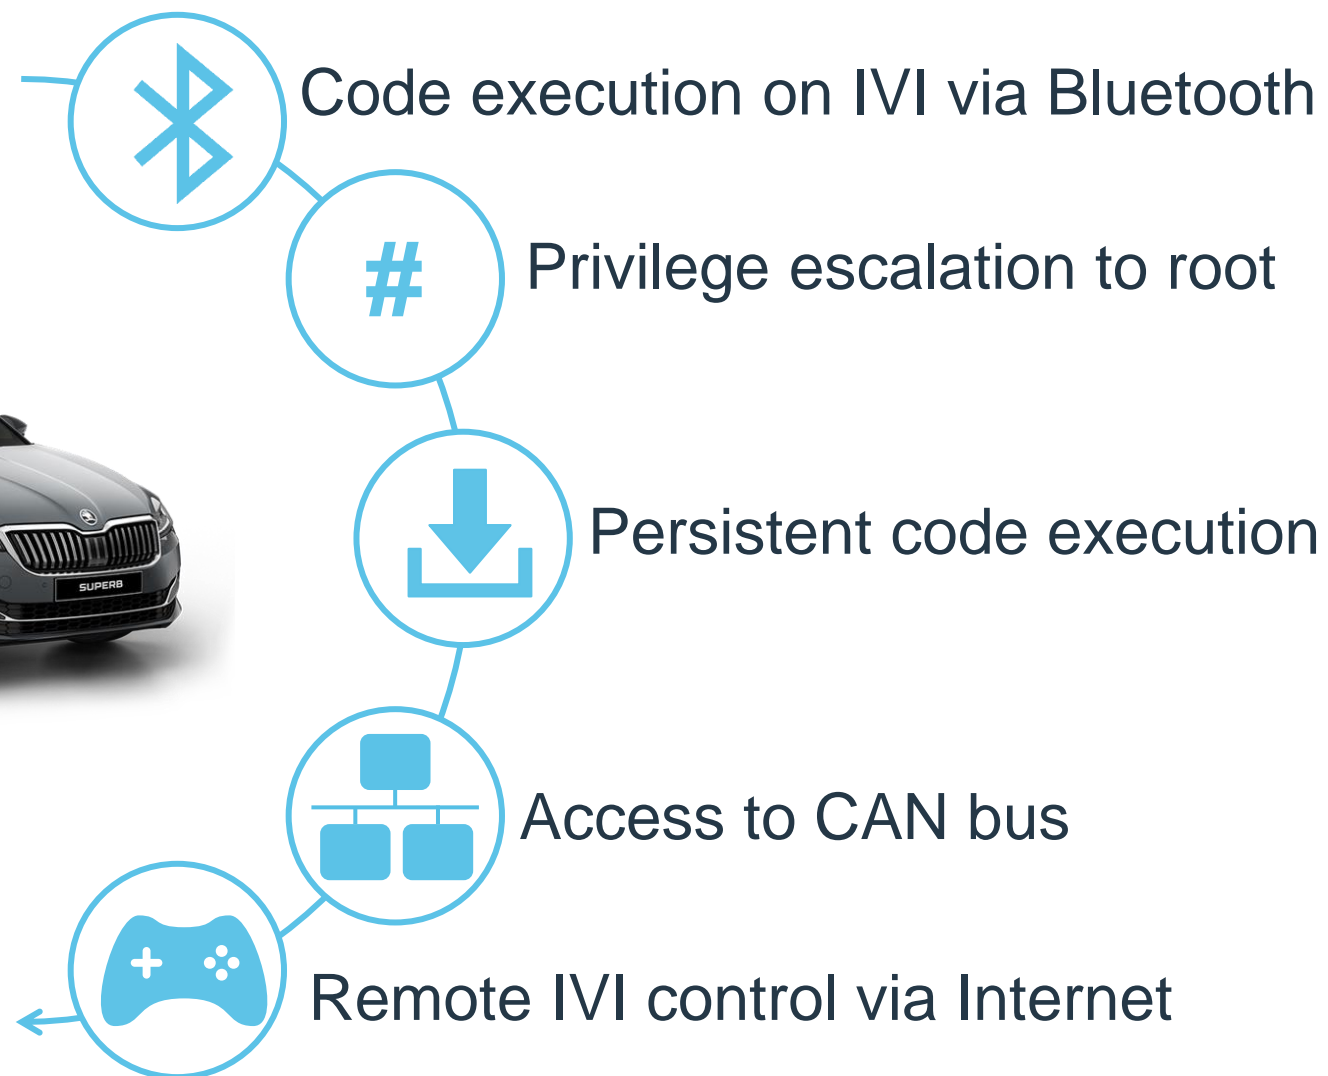 Code execution on IVI via Bluetooth
#
Privilege escalation to root
Persistent code execution
SUPERB
Access to CAN bus
Remote IVI control via Internet